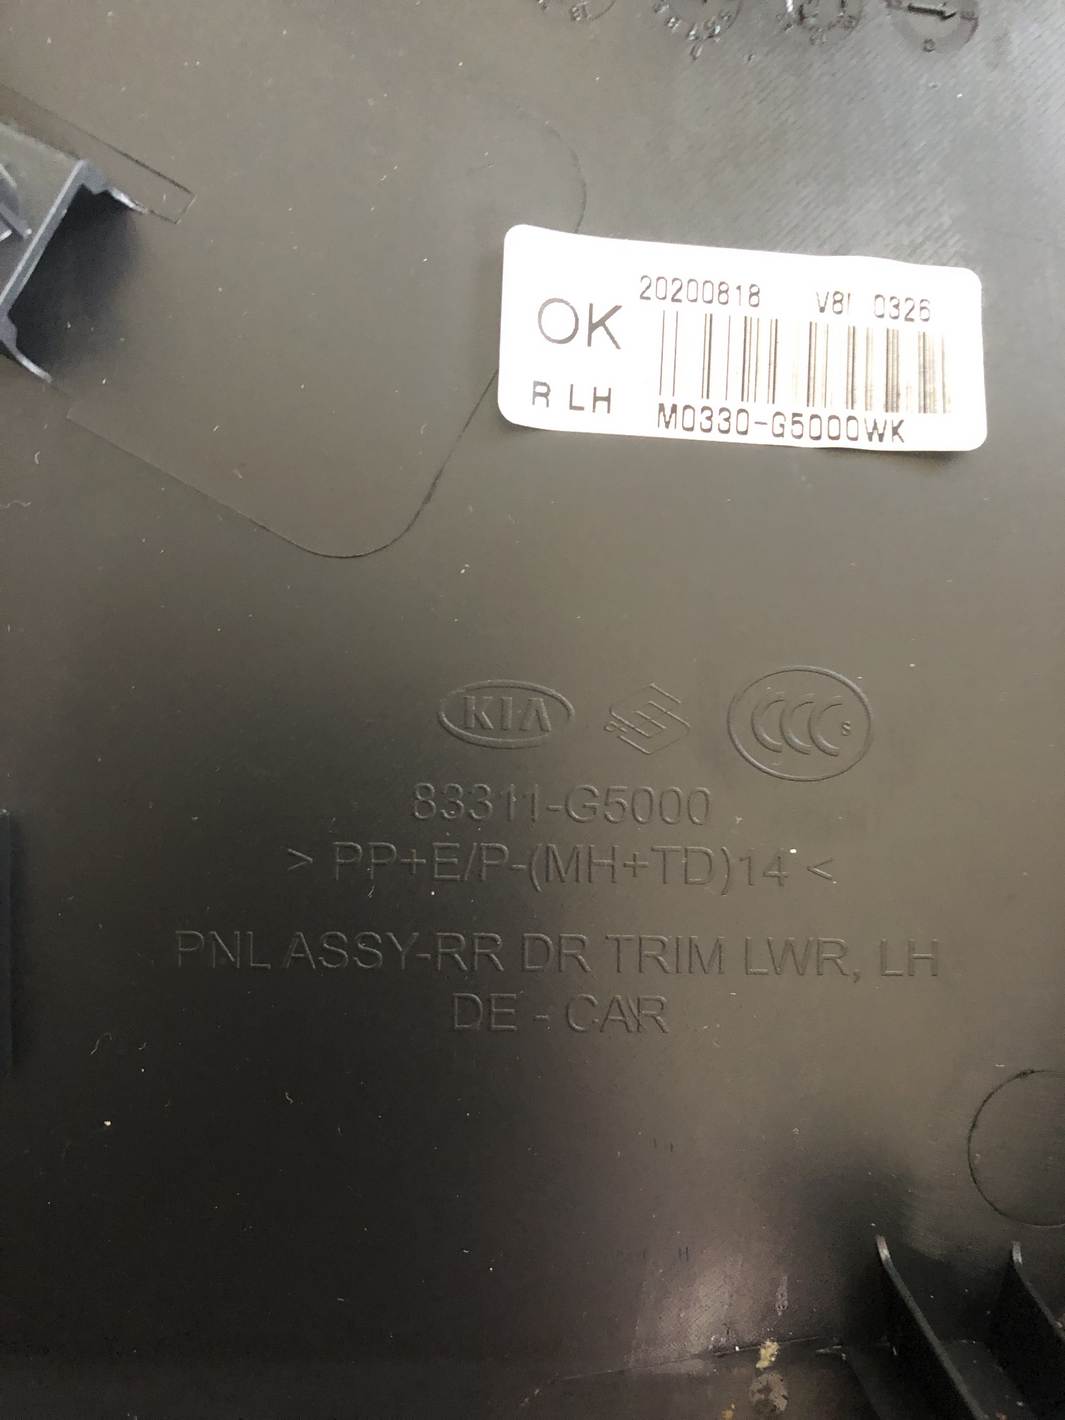 20200818 V8I 0326
OK
R LH
M0330-G5000WK
KIA
CCC S
83311-G5000
> PP+E/P-(MH+TD)14 <
PNL ASSY-RR DR TRIM LWR, LH
DE - CAR